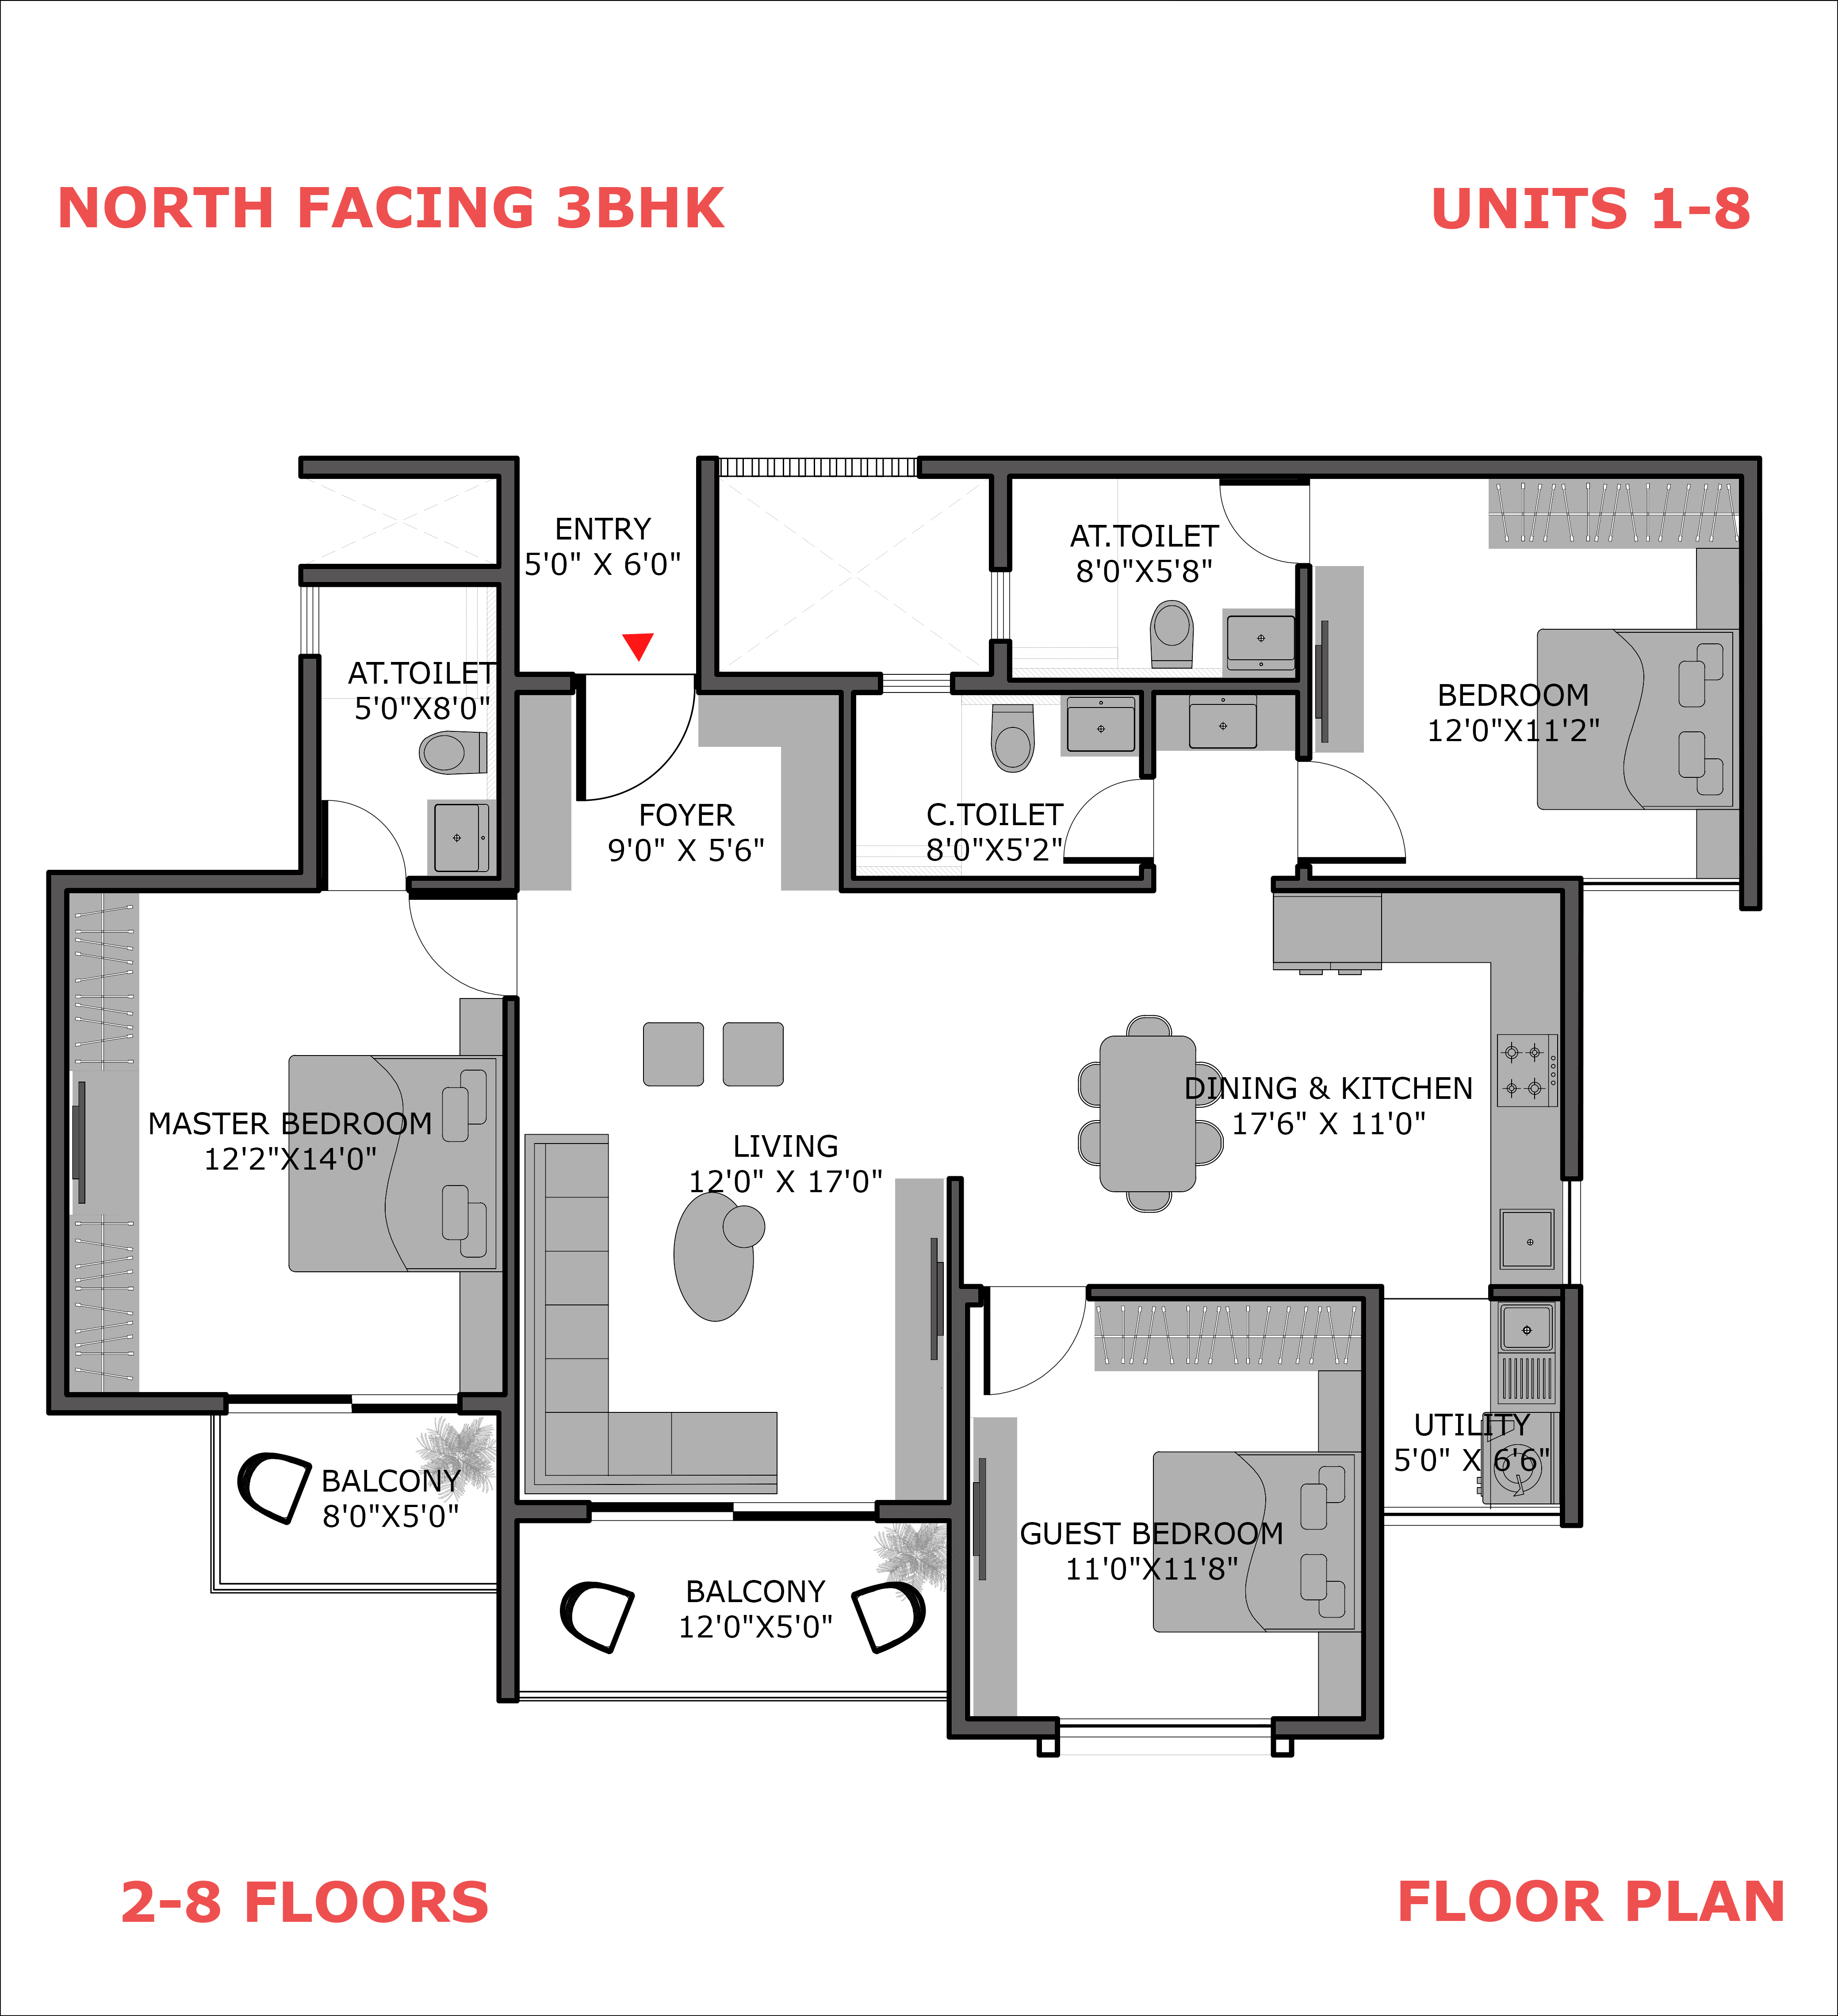 NORTH FACING 3BHK
UNITS 1-8
ENTRY
5'0" X 6'0"
AT.TOILET
8'0"X5'8"
AT.TOILET
5'0"X8'0"
BEDROOM
12'0"X11'2"
FOYER
9'0" X 5'6"
C.TOILET
8'0"X5'2"
MASTER BEDROOM
12'2"X14'0"
LIVING
12'0" X 17'0"
DINING & KITCHEN
17'6" X 11'0"
UTILITY
5'0" X 6'6"
BALCONY
8'0"X5'0"
GUEST BEDROOM
11'0"X11'8"
BALCONY
12'0"X5'0"
2-8 FLOORS
FLOOR PLAN